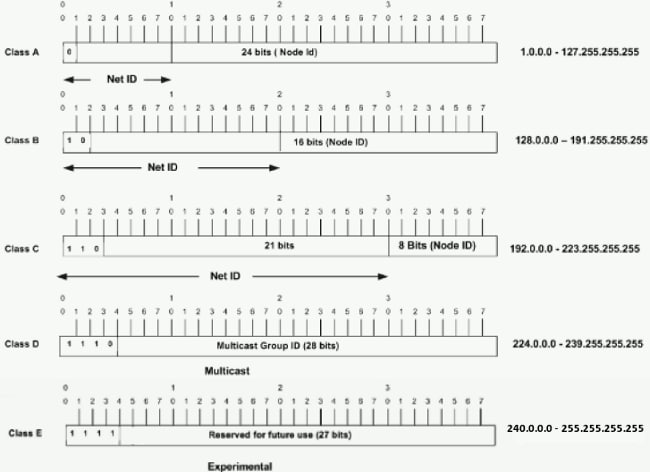 0 1 2 3
0 1 2 3 4 5 6 7 0 1 2 3 4 5 6 7 0 1 2 3 4 5 6 7 0 1 2 3 4 5 6 7
Class A 0 24 bits ( Node Id) 1.0.0.0 - 127.255.255.255
Net ID
0 1 2 3
0 1 2 3 4 5 6 7 0 1 2 3 4 5 6 7 0 1 2 3 4 5 6 7 0 1 2 3 4 5 6 7
Class B 1 0 16 bits (Node ID) 128.0.0.0 – 191.255.255.255
Net ID
0 1 2 3
0 1 2 3 4 5 6 7 0 1 2 3 4 5 6 7 0 1 2 3 4 5 6 7 0 1 2 3 4 5 6 7
Class C 1 1 0 21 bits 8 Bits (Node ID) 192.0.0.0 - 223.255.255.255
Net ID
0 1 2 3
0 1 2 3 4 5 6 7 0 1 2 3 4 5 6 7 0 1 2 3 4 5 6 7 0 1 2 3 4 5 6 7
Class D 1 1 1 0 Multicast Group ID (28 bits) 224.0.0.0 - 239.255.255.255
Multicast
0 1 2 3
0 1 2 3 4 5 6 7 0 1 2 3 4 5 6 7 0 1 2 3 4 5 6 7 0 1 2 3 4 5 6 7
Class E 1 1 1 1 Reserved for future use (27 bits) 240.0.0.0 - 255.255.255.255
Experimental